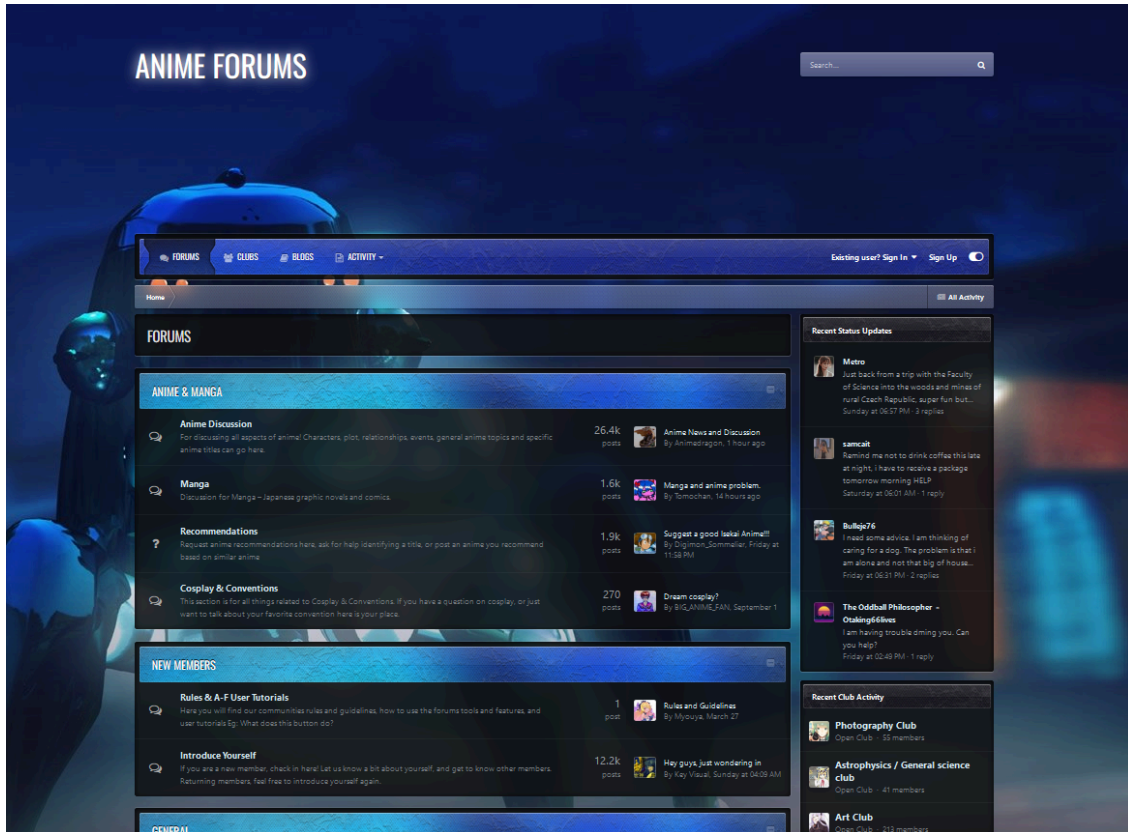 ANIME FORUMS
Search...
FORUMS
CLUBS
BLOGS
ACTIVITY
Existing user? Sign In
Sign Up
Home
All Activity
FORUMS
ANIME & MANGA
Anime Discussion
For discussing all aspects of anime! Characters, plot, relationships, events, general anime topics and specific
anime titles can go here.
26.4k
posts
Anime News and Discussion
By Animedragon, 1 hour ago
Manga
Discussion for Manga – Japanese graphic novels and comics.
1.6k
posts
Manga and anime problem.
By Tomochan, 14 hours ago
Recommendations
Request anime recommendations here, ask for help identifying a title, or post an anime you recommend
based on similar anime
1.9k
posts
Suggest a good Isekai Anime!!!
By Digimon_Sommelier, Friday at
11:58 PM
Cosplay & Conventions
This section is for all things related to Cosplay & Conventions. If you have a question on cosplay, or just
want to talk about your favorite convention here is your place.
270
posts
Dream cosplay?
By BIG_ANIME_FAN, September 1
NEW MEMBERS
Rules & A-F User Tutorials
Here you will find our communities rules and guidelines, how to use the forums tools and features, and
user tutorials Eg: What does this button do?
1
post
Rules and Guidelines
By Myouya, March 27
Introduce Yourself
If you are a new member, check in here! Let us know a bit about yourself, and get to know other members.
Returning members, feel free to introduce yourself again.
12.2k
posts
Hey guys, just wondering in
By Key Visual, Sunday at 04:09 AM
GENERAL
Recent Status Updates
Metro
Just back from a trip with the Faculty
of Science into the woods and mines of
rural Czech Republic, super fun but...
Sunday at 06:57 PM · 3 replies
samcait
Remind me not to drink coffee this late
at night, i have to receive a package
tomorrow morning HELP
Saturday at 06:01 AM · 1 reply
Bulleje76
I need some advice. I am thinking of
caring for a dog. The problem is that i
am alone and not that big of house...
Friday at 06:31 PM · 2 replies
The Oddball Philosopher ~
Otaking66lives
I am having trouble dming you. Can
you help?
Friday at 02:49 PM · 1 reply
Recent Club Activity
Photography Club
Open Club · 55 members
Astrophysics / General science
club
Open Club · 41 members
Art Club
Open Club · 213 members